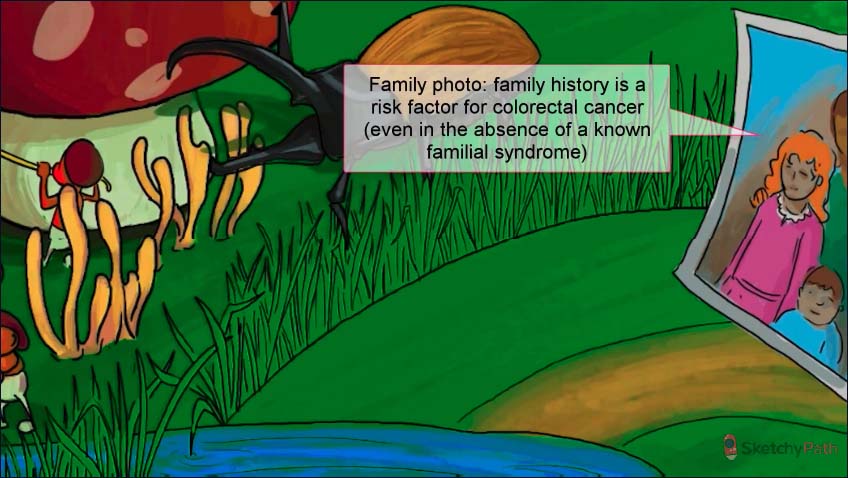 Family photo: family history is a
risk factor for colorectal cancer
(even in the absence of a known
familial syndrome)
SketchyPath